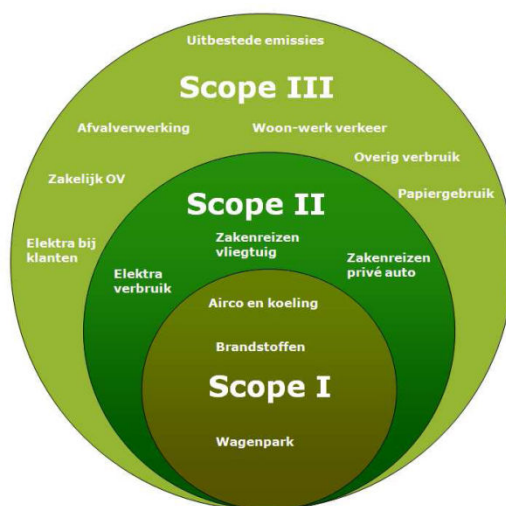 Uitbestede emissies
Scope III
Afvalverwerking
Woon-werk verkeer
Overig verbruik
Zakelijk OV
Papiergebruik
Scope II
Elektra bij
klanten
Zakenreizen
vliegtuig
Elektra
verbruik
Zakenreizen
privé auto
Airco en koeling
Brandstoffen
Scope I
Wagenpark